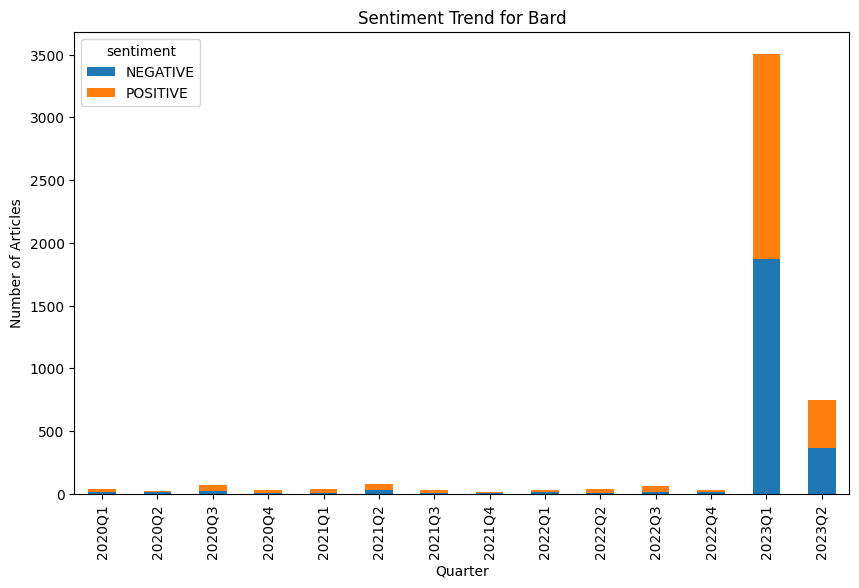 Sentiment Trend for Bard
sentiment
NEGATIVE
POSITIVE
Number of Articles
3500
3000
2500
2000
1500
1000
500
0
2020Q1
2020Q2
2020Q3
2020Q4
2021Q1
2021Q2
2021Q3
2021Q4
2022Q1
2022Q2
2022Q3
2022Q4
2023Q1
2023Q2
Quarter